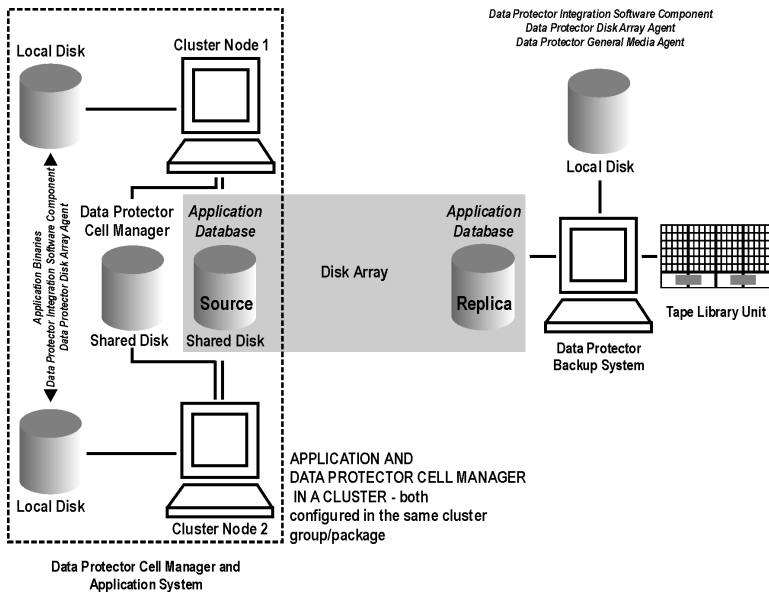 Data Protector Integration Software Component
Data Protector Disk Array Agent
Data Protector General Media Agent
Cluster Node 1
Local Disk
Local Disk
Application Binaries
Data Protector Integration Software Component
Data Protector Disk Array Agent
Data Protector
Cell Manager
Shared Disk
Application
Database
Source
Shared Disk
Disk Array
Application
Database
Replica
Data Protector
Backup System
Tape Library Unit
Local Disk
Cluster Node 2
APPLICATION AND
DATA PROTECTOR CELL MANAGER
IN A CLUSTER - both
configured in the same cluster
group/package
Data Protector Cell Manager and
Application System